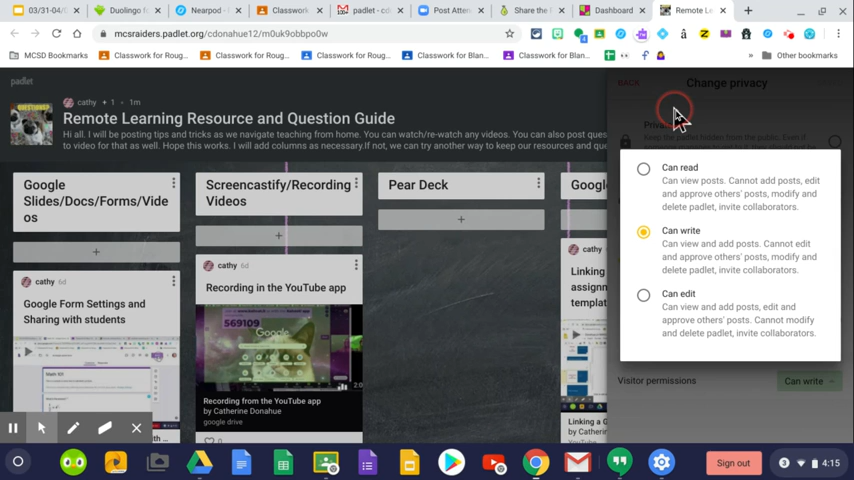 03/31-04/
Duolingo f
Nearpod - 
Classwork
padlet - cd
Post Atten
Share the 
Dashboard
Remote Le
mcsraiders.padlet.org/cdonahue12/m0uk9obbpo0w
MCSD Bookmarks
Classwork for Roug...
Classwork for Roug...
Classwork for Roug...
Classwork for Blan...
Classwork for Blan...
»
Other bookmarks
padlet
cathy + 1 • 1m
Remote Learning Resource and Question Guide
Hi all. I will be posting tips and tricks as we navigate teaching from home. You can watch/re-watch any videos. You can also post ques
to video for that as well. Hope this works. I will add columns as necessary.If not, we can try another way to keep our resources and que
BACK
Change privacy
Google
Slides/Docs/Forms/Vide
os
Screencastify/Recording
Videos
Pear Deck
Can read
Can view posts. Cannot add posts, edit
and approve others' posts, modify and
delete padlet, invite collaborators.
Can write
Can view and add posts. Cannot edit
and approve others' posts, modify and
delete padlet, invite collaborators.
Can edit
Can view and add posts, edit and
approve others' posts. Cannot modify
and delete padlet, invite collaborators.
Visitor permissions
Can write
cathy 6d
Google Form Settings and
Sharing with students
cathy 6d
Recording in the YouTube app
569109
Google
Recording from the YouTube app
by Catherine Donahue
google drive
0
cathy
Linking
assignm
templat
Linking a G
by Catherin
Sign out
3
4:15